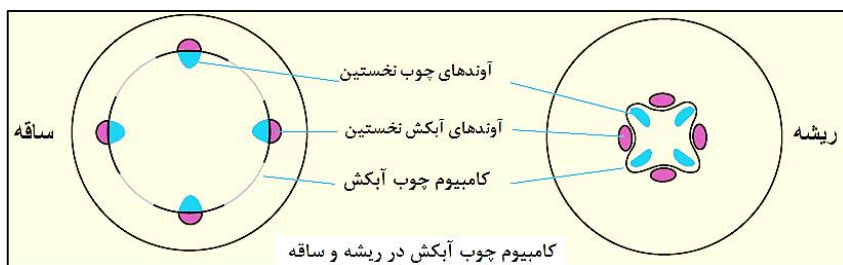 ریشه
آوندهای چوب نخستین
آوندهای آبکش نخستین
کامبیوم چوب آبکش
ساقه
کامبیوم چوب آبکش در ریشه و ساقه